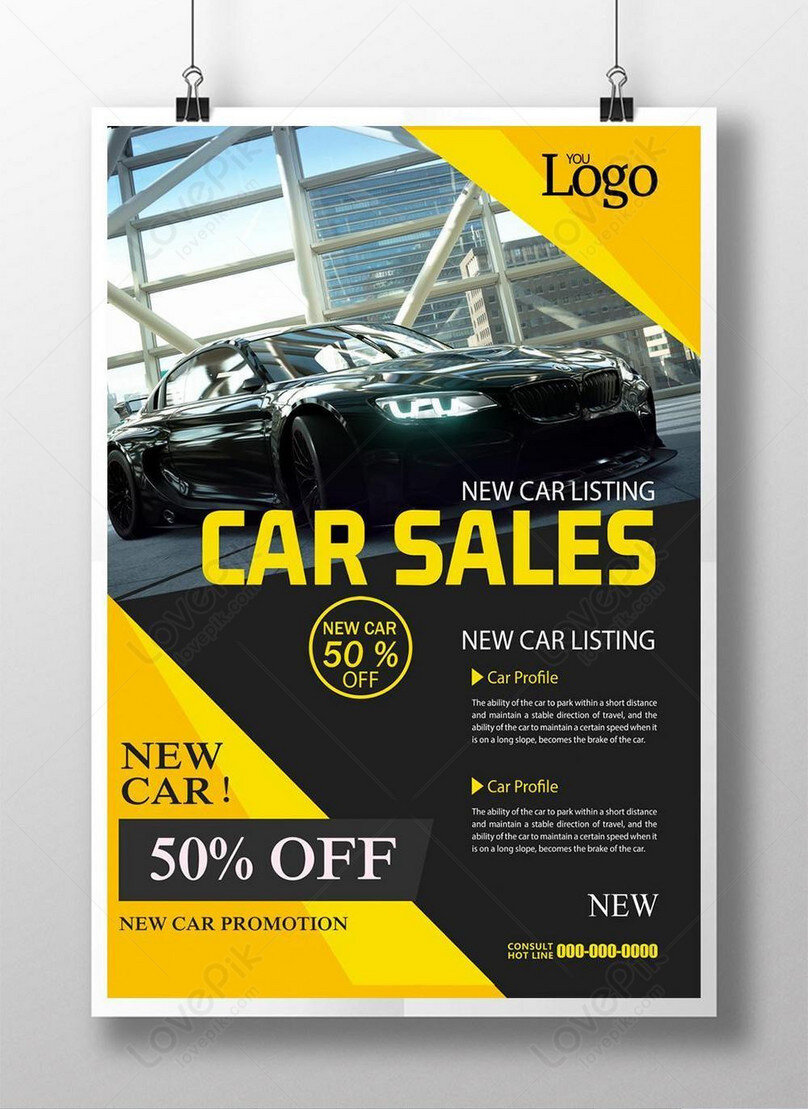 YOU
Logo
NEW CAR LISTING
CAR SALES
NEW CAR
50 %
OFF
NEW CAR LISTING
Car Profile
The ability of the car to park within a short distance
and maintain a stable direction of travel, and the
ability of the car to maintain a certain speed when it
is on a long slope, becomes the brake of the car.
Car Profile
The ability of the car to park within a short distance
and maintain a stable direction of travel, and the
ability of the car to maintain a certain speed when it
is on a long slope, becomes the brake of the car.
NEW
CAR !
50% OFF
NEW CAR PROMOTION
NEW
CONSULT
HOT LINE 000-000-0000
LovePik
lovepik.com